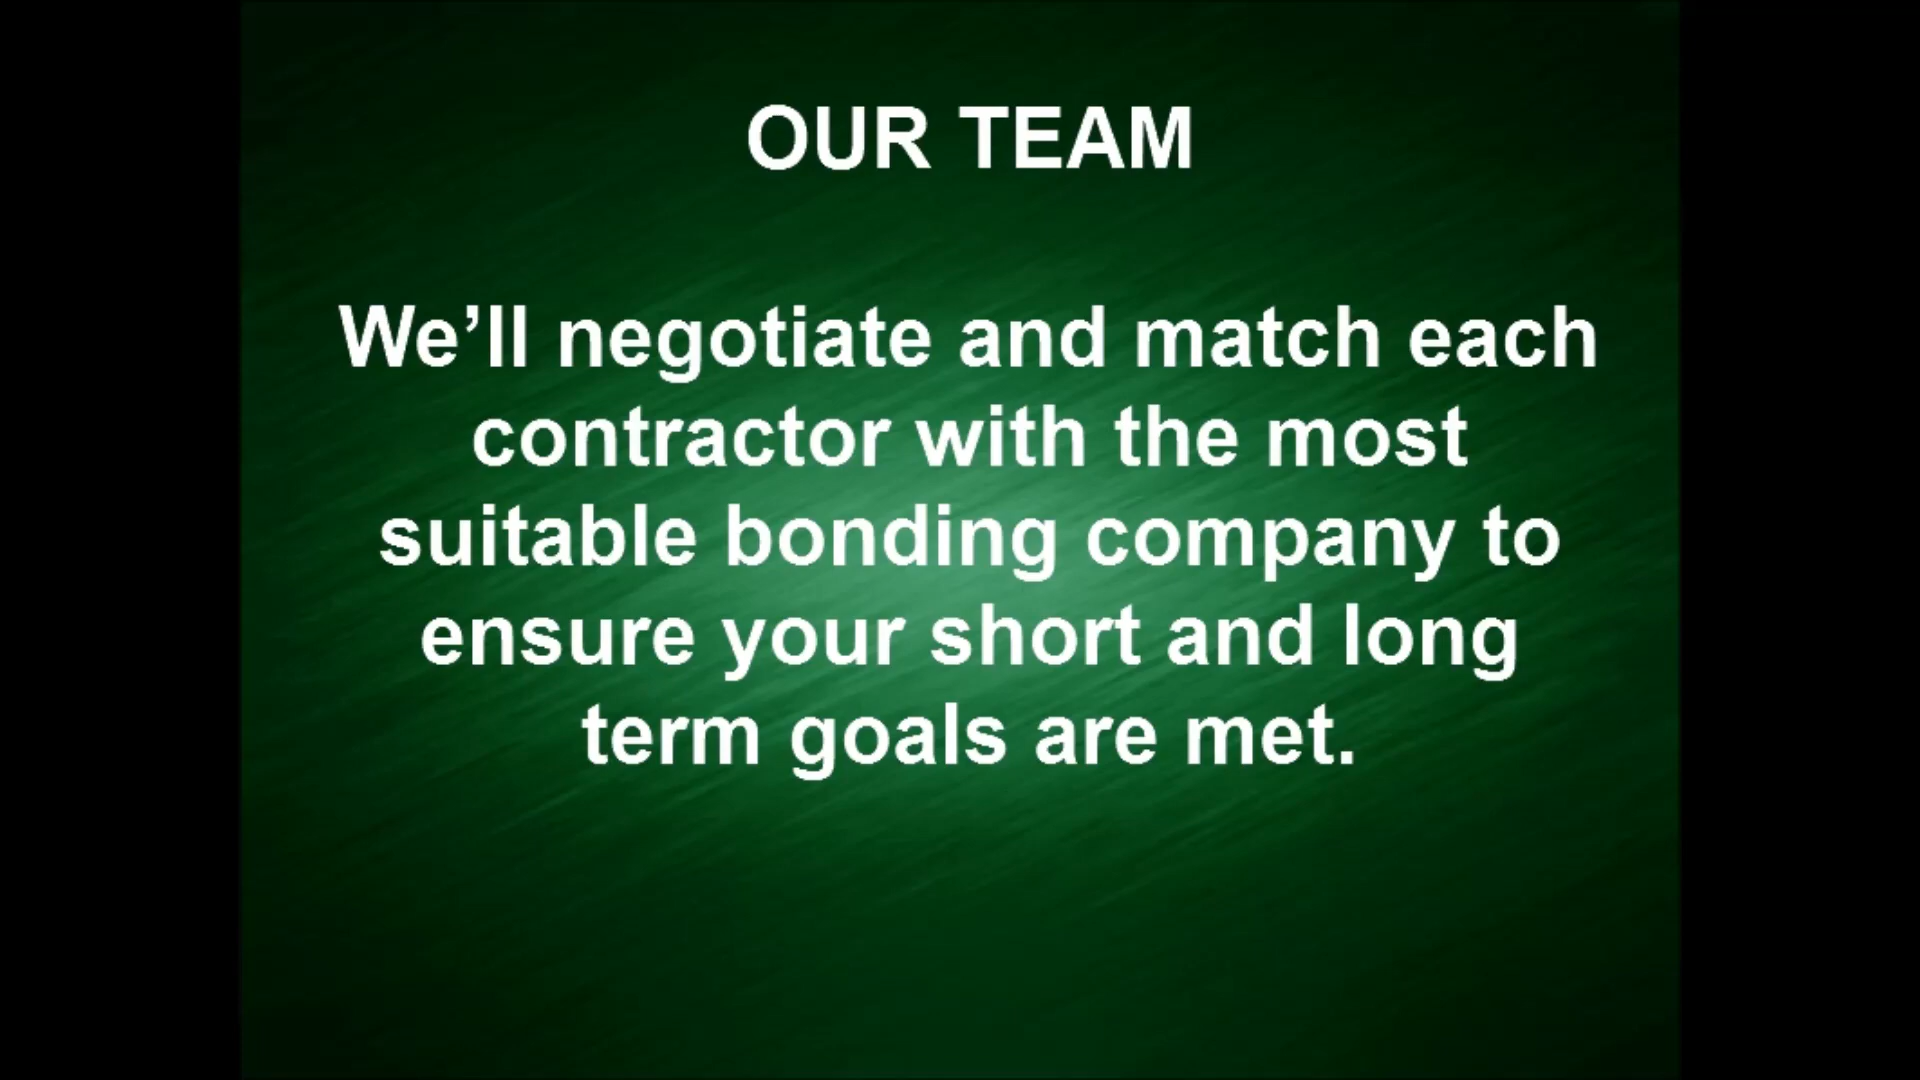 OUR TEAM
We’ll negotiate and match each
contractor with the most
suitable bonding company to
ensure your short and long
term goals are met.